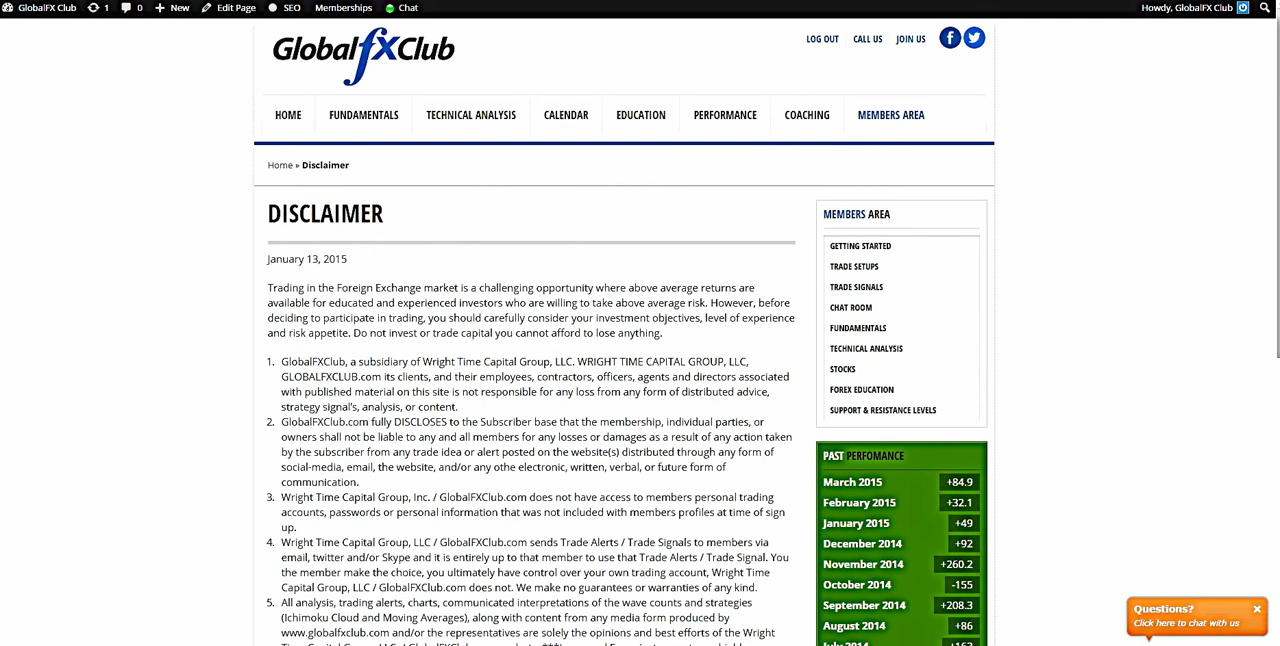 GlobalFX Club 1 0 New Edit Page SEO Memberships Chat Howdy, GlobalFX Club
GlobalfxClub
LOG OUT CALL US JOIN US
HOME FUNDAMENTALS TECHNICAL ANALYSIS CALENDAR EDUCATION PERFORMANCE COACHING MEMBERS AREA
Home » Disclaimer
DISCLAIMER
January 13, 2015
Trading in the Foreign Exchange market is a challenging opportunity where above average returns are
available for educated and experienced investors who are willing to take above average risk. However, before
deciding to participate in trading, you should carefully consider your investment objectives, level of experience
and risk appetite. Do not invest or trade capital you cannot afford to lose anything.
1. GlobalFXClub, a subsidiary of Wright Time Capital Group, LLC. WRIGHT TIME CAPITAL GROUP, LLC,
GLOBALFXCLUB.com its clients, and their employees, contractors, officers, agents and directors associated
with published material on this site is not responsible for any loss from any form of distributed advice,
strategy signal's, analysis, or content.
2. GlobalFXClub.com fully DISCLOSES to the Subscriber base that the membership, individual parties, or
owners shall not be liable to any and all members for any losses or damages as a result of any action taken
by the subscriber from any trade idea or alert posted on the website(s) distributed through any form of
social-media, email, the website, and/or any othe electronic, written, verbal, or future form of
communication.
3. Wright Time Capital Group, Inc. / GlobalFXClub.com does not have access to members personal trading
accounts, passwords or personal information that was not included with members profiles at time of sign
up.
4. Wright Time Capital Group, LLC / GlobalFXClub.com sends Trade Alerts / Trade Signals to members via
email, twitter and/or Skype and it is entirely up to that member to use that Trade Alerts / Trade Signal. You
the member make the choice, you ultimately have control over your own trading account, Wright Time
Capital Group, LLC / GlobalFXClub.com does not. We make no guarantees or warranties of any kind.
5. All analysis, trading alerts, charts, communicated interpretations of the wave counts and strategies
(Ichimoku Cloud and Moving Averages), along with content from any media form produced by
www.globalfxclub.com and/or the representatives are solely the opinions and best efforts of the Wright
MEMBERS AREA
GETTING STARTED
TRADE SETUPS
TRADE SIGNALS
CHAT ROOM
FUNDAMENTALS
TECHNICAL ANALYSIS
STOCKS
FOREX EDUCATION
SUPPORT & RESISTANCE LEVELS
PAST PERFOMANCE
March 2015 +84.9
February 2015 +32.1
January 2015 +49
December 2014 +92
November 2014 +260.2
October 2014 -155
September 2014 +208.3
August 2014 +86
Questions?
Click here to chat with us